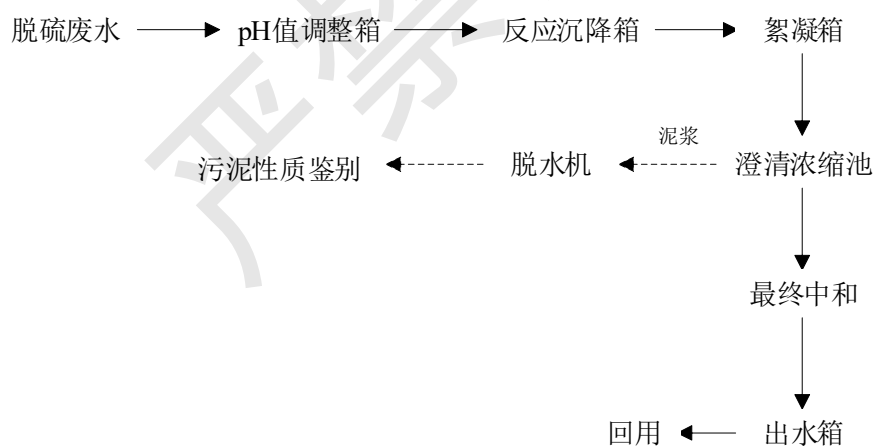 脱硫废水 pH值调整箱 反应沉降箱 絮凝箱
泥浆
污泥性质鉴别 脱水机 澄清浓缩池
最终中和
回用 出水箱
严禁